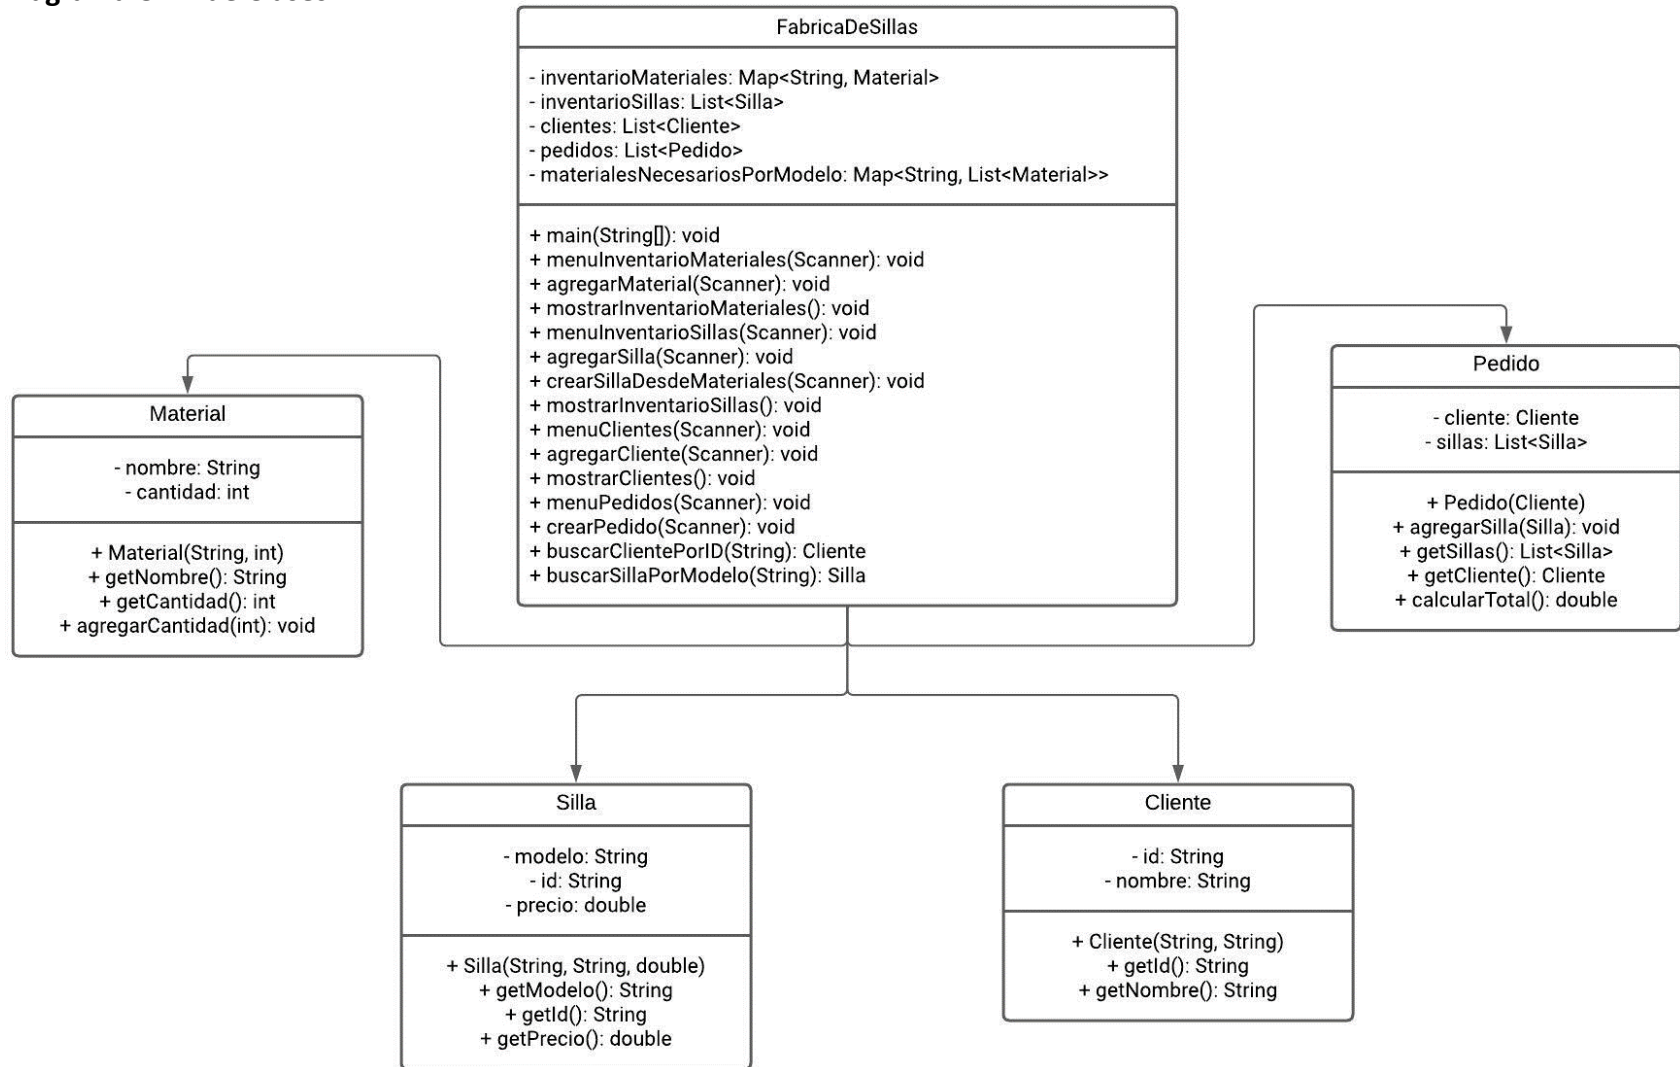 FabricaDeSillas
- inventarioMateriales: Map<String, Material>
- inventarioSillas: List<Silla>
- clientes: List<Cliente>
- pedidos: List<Pedido>
- materialesNecesariosPorModelo: Map<String, List<Material>>
+ main(String[]): void
+ menuInventarioMateriales(Scanner): void
+ agregarMaterial(Scanner): void
+ mostrarInventarioMateriales(): void
+ menuInventarioSillas(Scanner): void
+ agregarSilla(Scanner): void
+ crearSillaDesdeMateriales(Scanner): void
+ mostrarInventarioSillas(): void
+ menuClientes(Scanner): void
+ agregarCliente(Scanner): void
+ mostrarClientes(): void
+ menuPedidos(Scanner): void
+ crearPedido(Scanner): void
+ buscarClientePorID(String): Cliente
+ buscarSillaPorModelo(String): Silla
Material
- nombre: String
- cantidad: int
+ Material(String, int)
+ getNombre(): String
+ getCantidad(): int
+ agregarCantidad(int): void
Pedido
- cliente: Cliente
- sillas: List<Silla>
+ Pedido(Cliente)
+ agregarSilla(Silla): void
+ getSillas(): List<Silla>
+ getCliente(): Cliente
+ calcularTotal(): double
Silla
- modelo: String
- id: String
- precio: double
+ Silla(String, String, double)
+ getModelo(): String
+ getId(): String
+ getPrecio(): double
Cliente
- id: String
- nombre: String
+ Cliente(String, String)
+ getId(): String
+ getNombre(): String